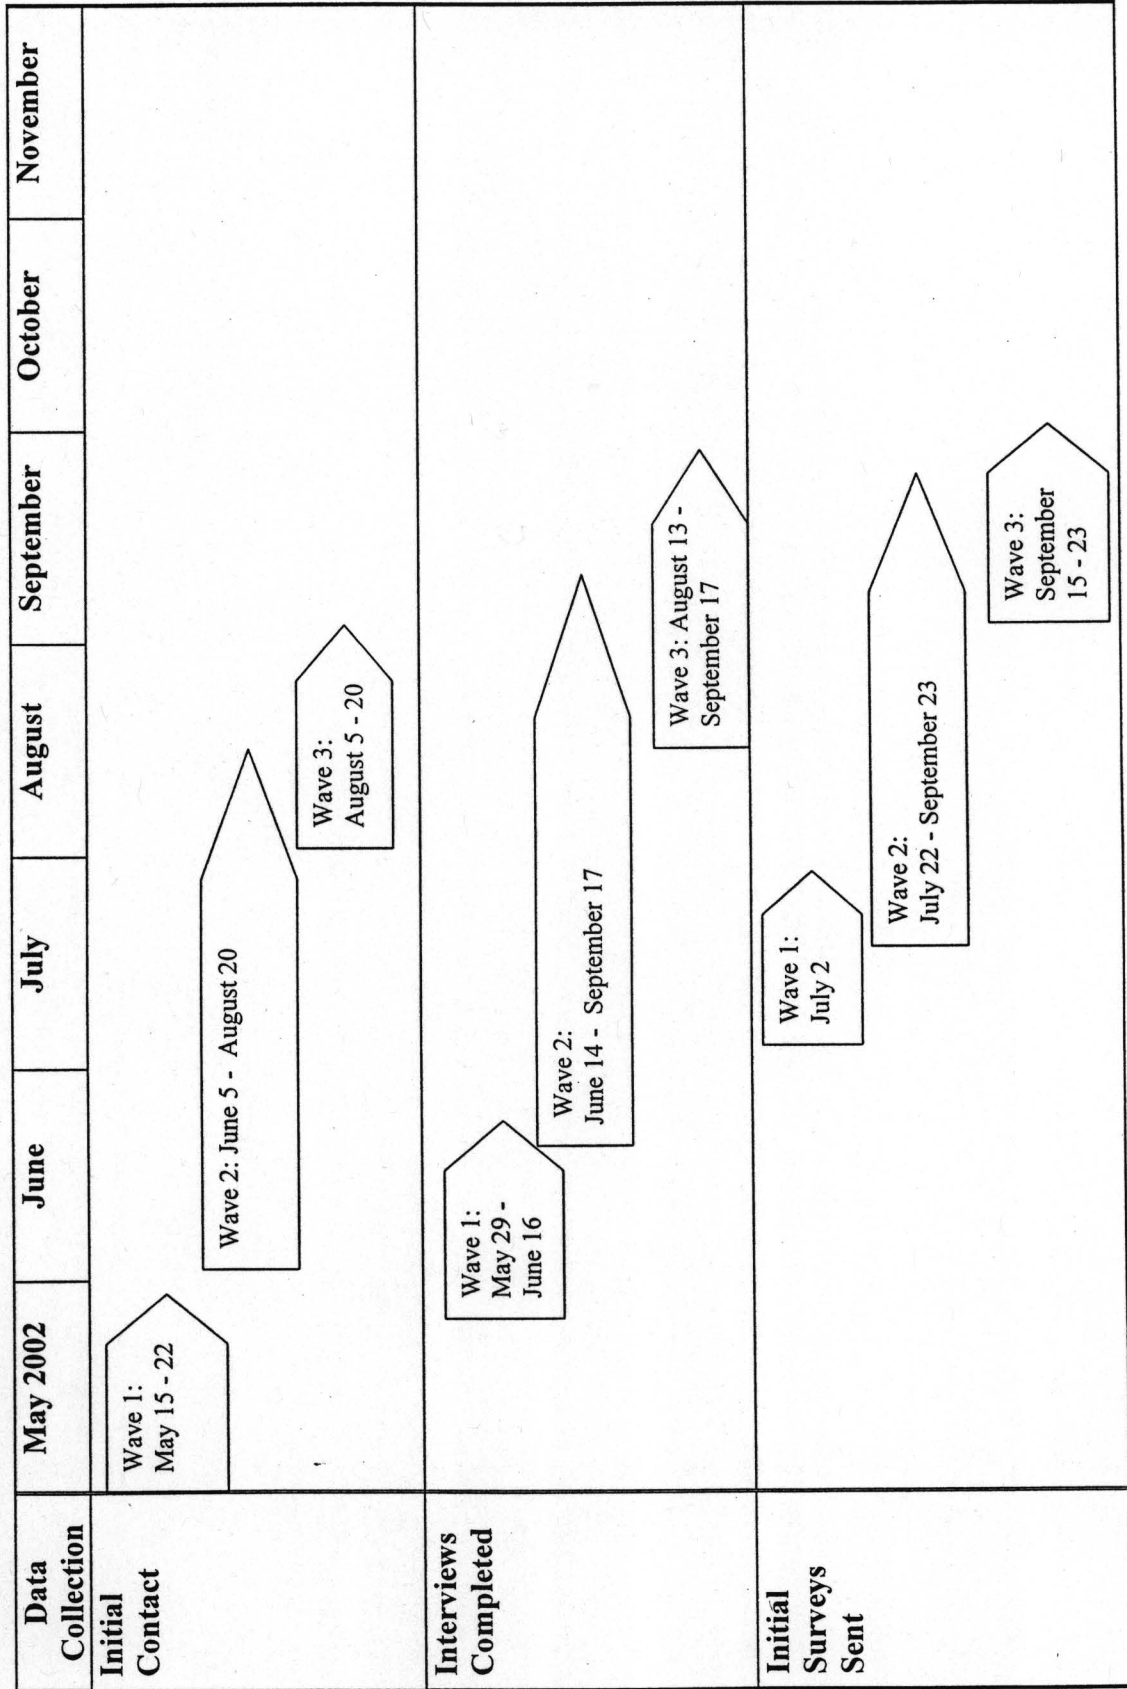 Data
Collection
May 2002
June
July
August
September
October
November
Initial
Contact
Wave 1:
May 15 - 22
Wave 2: June 5 - August 20
Wave 3:
August 5 - 20
Interviews
Completed
Wave 1:
May 29 -
June 16
Wave 2:
June 14 - September 17
Wave 3: August 13 -
September 17
Initial
Surveys
Sent
Wave 1:
July 2
Wave 2:
July 22 - September 23
Wave 3:
September
15 - 23